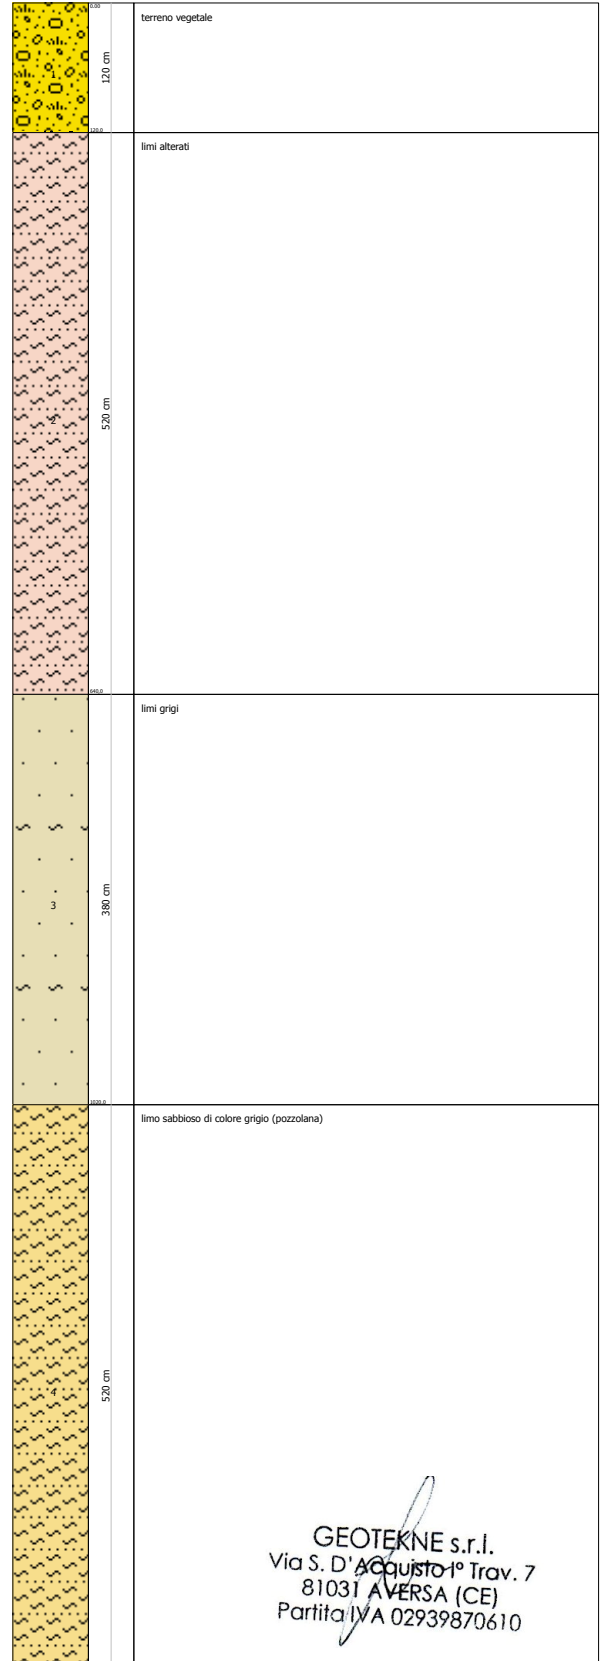 0.00
terreno vegetale
1
120 cm
120,0
limi alterati
2
520 cm
640,0
limi grigi
3
380 cm
1020,0
limo sabbioso di colore grigio (pozzolana)
4
520 cm
GEOTEKNE s.r.l.
Via S. D'Acquisto I° Trav. 7
81031 AVERSA (CE)
Partita IVA 02939870610